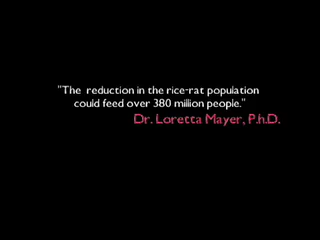 "The reduction in the rice-rat population
could feed over 380 million people."
Dr. Loretta Mayer, P.h.D.